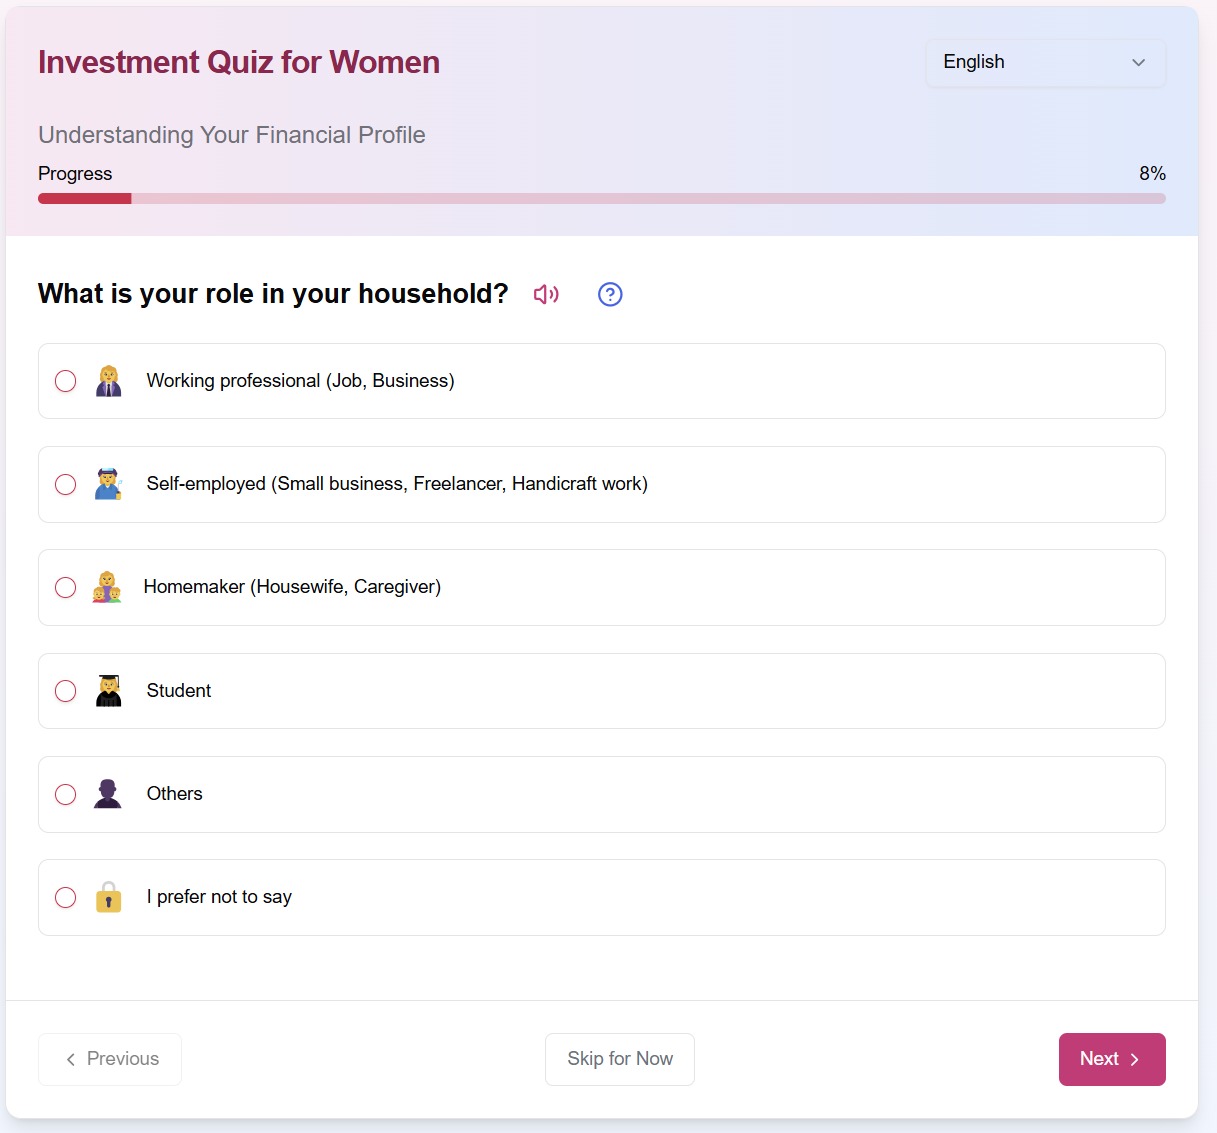 Investment Quiz for Women
English
Understanding Your Financial Profile
Progress
8%
What is your role in your household?
Working professional (Job, Business)
Self-employed (Small business, Freelancer, Handicraft work)
Homemaker (Housewife, Caregiver)
Student
Others
I prefer not to say
Previous
Skip for Now
Next